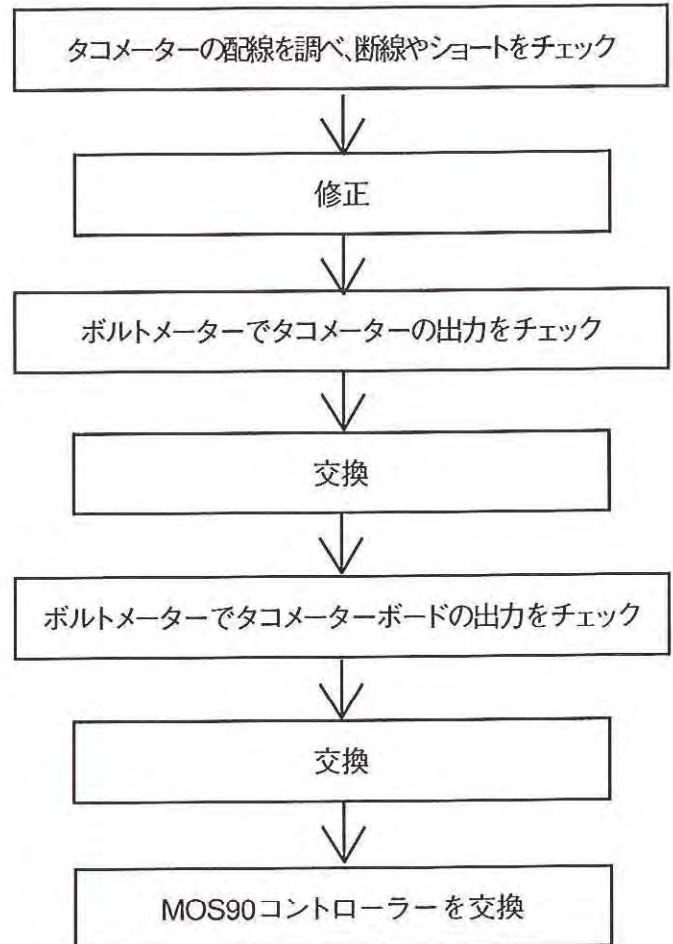 タコメーターの配線を調べ、断線やショートをチェック
修正
ボルトメーターでタコメーターの出力をチェック
交換
ボルトメーターでタコメーターボードの出力をチェック
交換
MOS90コントローラーを交換